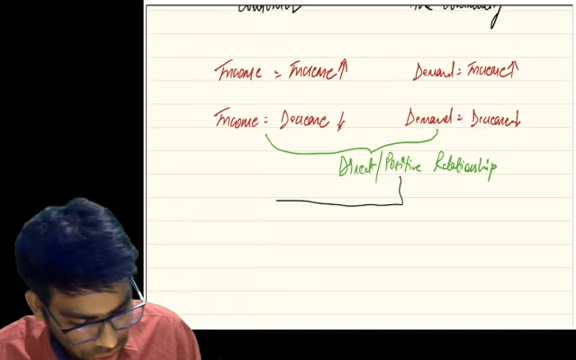 Income = Increase ↑ Demand = Increase ↑
Income = Decrease ↓ Demand = Decrease ↓
Direct/Positive Relationship